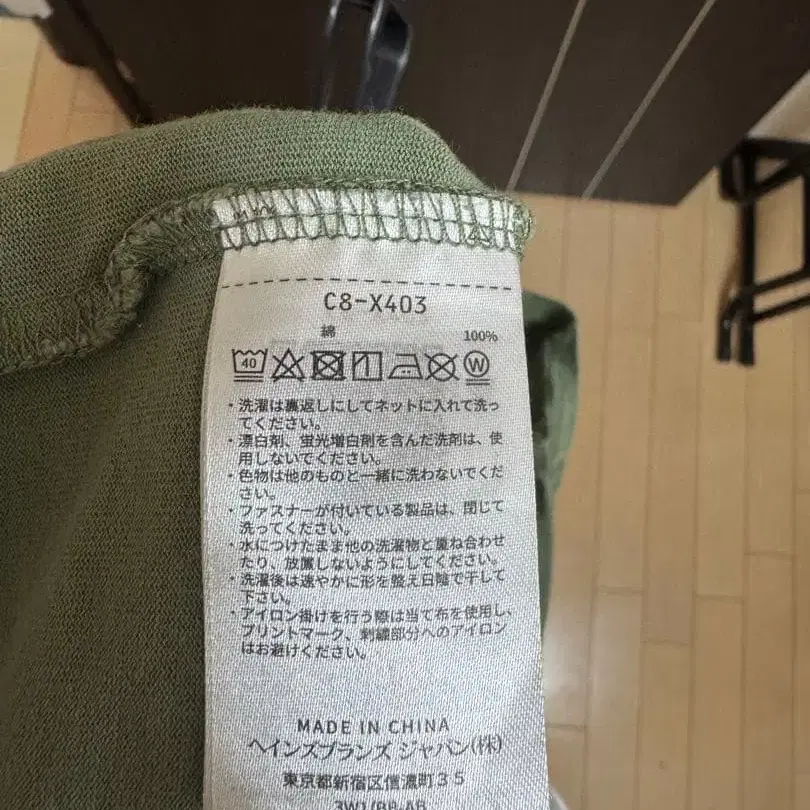 C8-X403
綿 100%
40
W
・洗濯は裏返しにしてネットに入れて洗っ
てください。
・漂白剤、蛍光増白剤を含んだ洗剤は、使
用しないでください。
・色物は他のものと一緒に洗わないでくだ
さい。
・ファスナーが付いている製品は、閉じて
洗ってください。
・水につけたまま他の洗濯物と重ね合わせ
たり、放置しないようにしてください。
・洗濯後は速やかに形を整え日陰で干して
下さい。
・アイロン掛けを行う際は当て布を使用し、
プリントマーク、刺繍部分へのアイロン
はお避けください。
MADE IN CHINA
ヘインズブランズ ジャパン(株)
東京都新宿区信濃町35